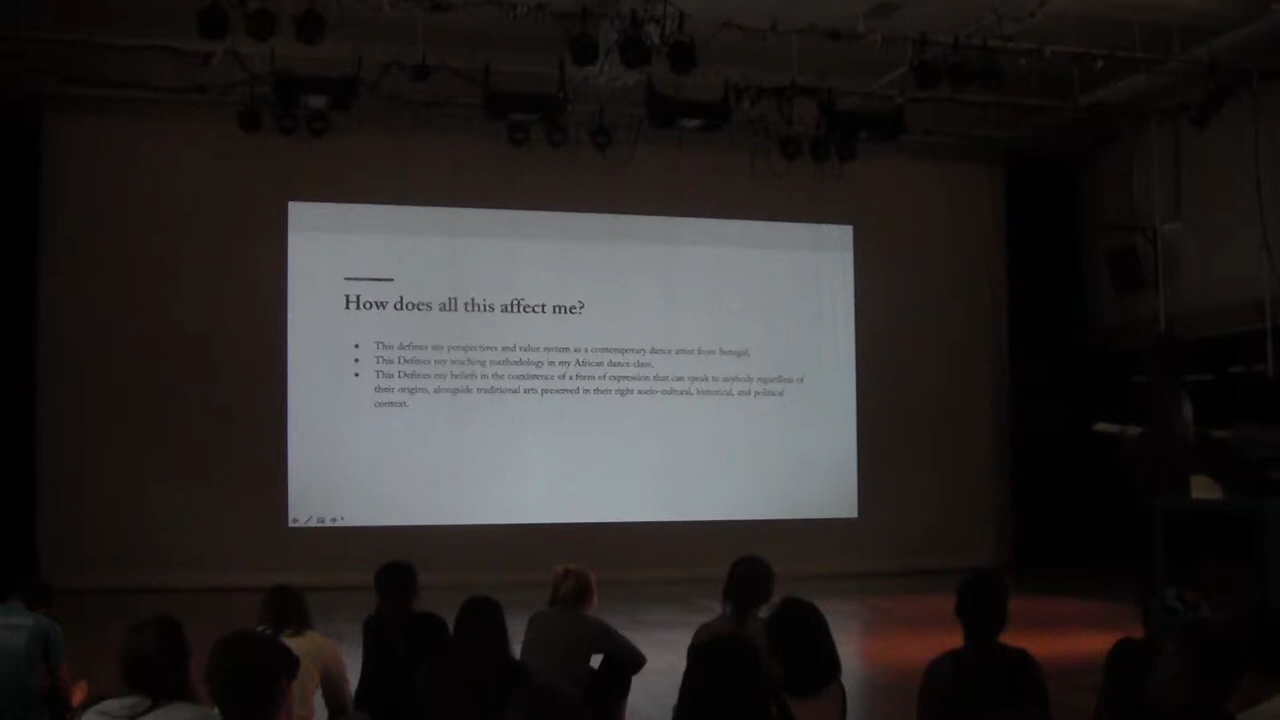 How does all this affect me?
• This defines my perspectives and value system as a contemporary dance artist from Senegal.
• This Defines my teaching methodology in my African dance class.
• This Defines my beliefs in the coexistence of a form of expression that can speak to anybody regardless of
their origins, alongside traditional arts preserved in their right socio-cultural, historical, and political
context.